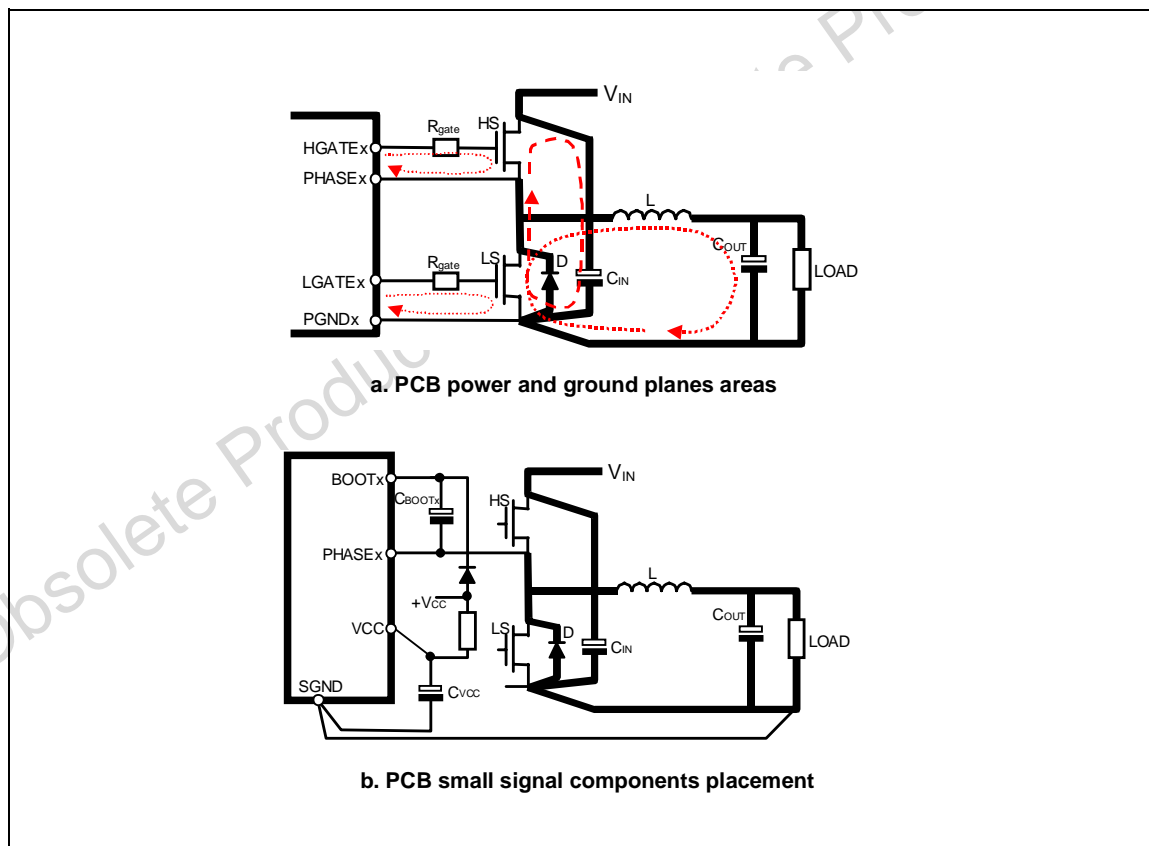 Obsolete Product
ete Pro
VIN
HS
Rgate
HGATEx
PHASEx
L
COUT
Rgate
LS
D
CIN
LOAD
LGATEx
PGNDx
a. PCB power and ground planes areas
VIN
BOOTx
HS
CBOOTx
PHASEx
L
+VCC
COUT
VCC
LS
D
CIN
LOAD
SGND
CVCC
b. PCB small signal components placement